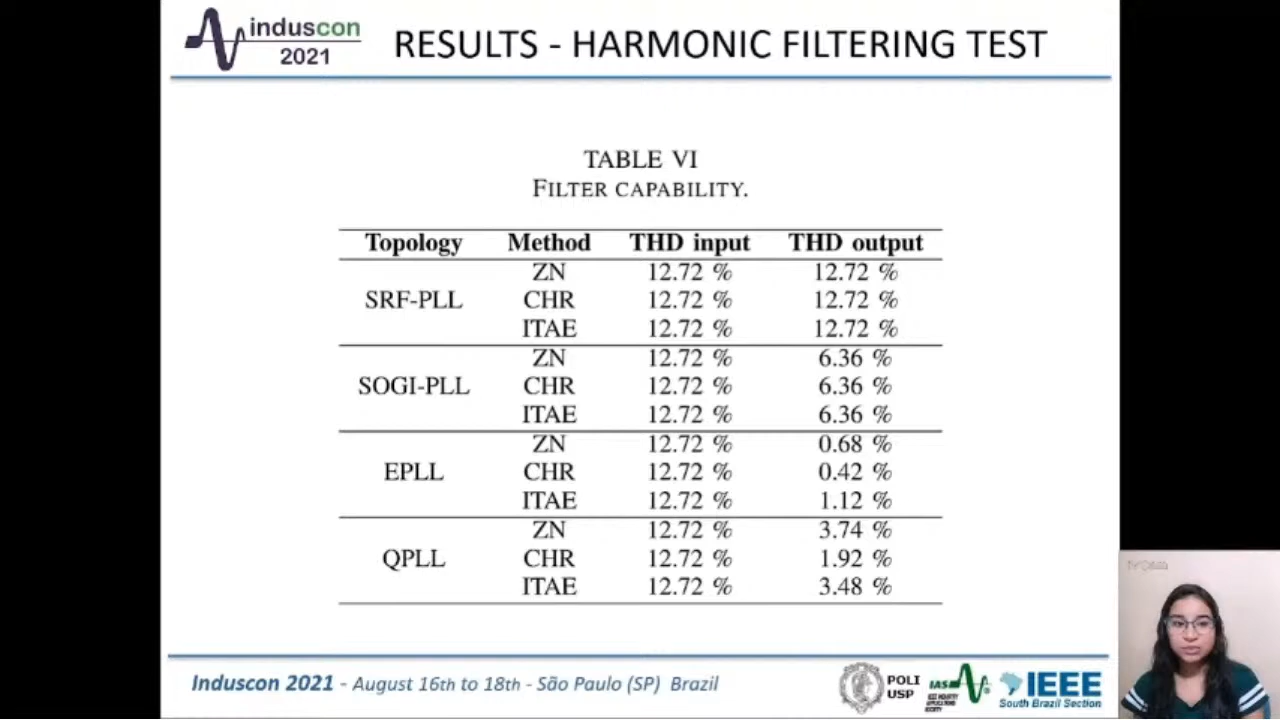 induscon
2021
RESULTS - HARMONIC FILTERING TEST
TABLE VI
FILTER CAPABILITY.
Topology Method THD input THD output
SRF-PLL
ZN 12.72 % 12.72 %
CHR 12.72 % 12.72 %
ITAE 12.72 % 12.72 %
SOGI-PLL
ZN 12.72 % 6.36 %
CHR 12.72 % 6.36 %
ITAE 12.72 % 6.36 %
EPLL
ZN 12.72 % 0.68 %
CHR 12.72 % 0.42 %
ITAE 12.72 % 1.12 %
QPLL
ZN 12.72 % 3.74 %
CHR 12.72 % 1.92 %
ITAE 12.72 % 3.48 %
Induscon 2021 - August 16th to 18th - São Paulo (SP) Brazil
POLI
USP
IAS
IEEE INDUSTRY
APPLICATIONS
SOCIETY
IEEE
South Brazil Section